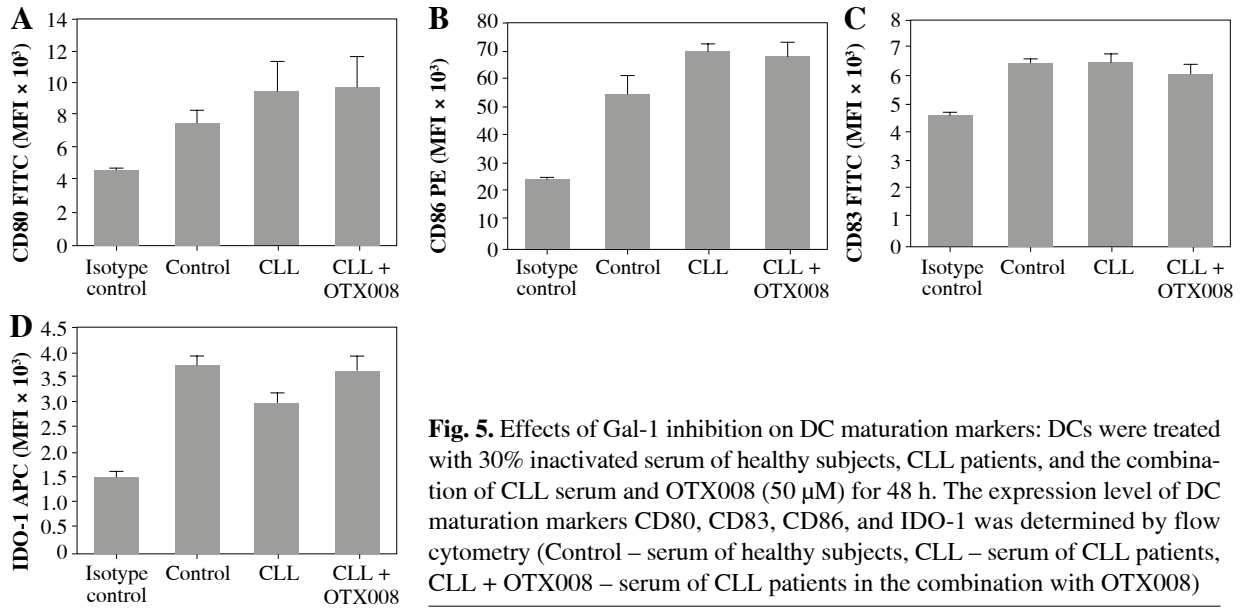 A
CD80 FITC (MFI × 10³)
14
12
10
8
6
4
2
0
Isotype control
Control
CLL
CLL + OTX008
B
CD86 PE (MFI × 10³)
80
70
60
50
40
30
20
10
0
Isotype control
Control
CLL
CLL + OTX008
C
CD83 FITC (MFI × 10³)
8
7
6
5
4
3
2
1
0
Isotype control
Control
CLL
CLL + OTX008
D
IDO-1 APC (MFI × 10³)
4.5
4.0
3.5
3.0
2.5
2.0
1.5
1.0
0.5
0
Isotype control
Control
CLL
CLL + OTX008
Fig. 5. Effects of Gal-1 inhibition on DC maturation markers: DCs were treated
with 30% inactivated serum of healthy subjects, CLL patients, and the combina-
tion of CLL serum and OTX008 (50 µM) for 48 h. The expression level of DC
maturation markers CD80, CD83, CD86, and IDO-1 was determined by flow
cytometry (Control – serum of healthy subjects, CLL – serum of CLL patients,
CLL + OTX008 – serum of CLL patients in the combination with OTX008)